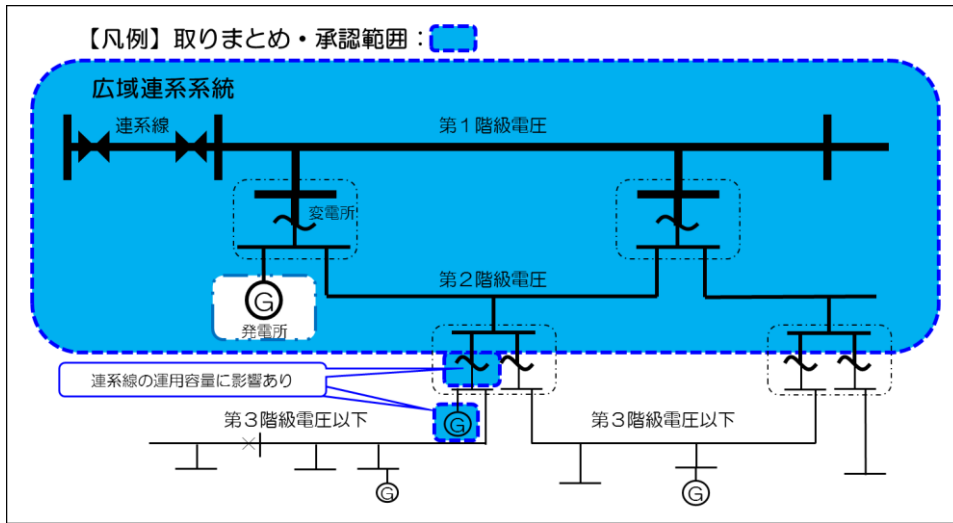 【凡例】取りまとめ・承認範囲：
広域連系系統
連系線
第１階級電圧
変電所
第２階級電圧
G
発電所
連系線の運用容量に影響あり
G
第３階級電圧以下
第３階級電圧以下
G
G